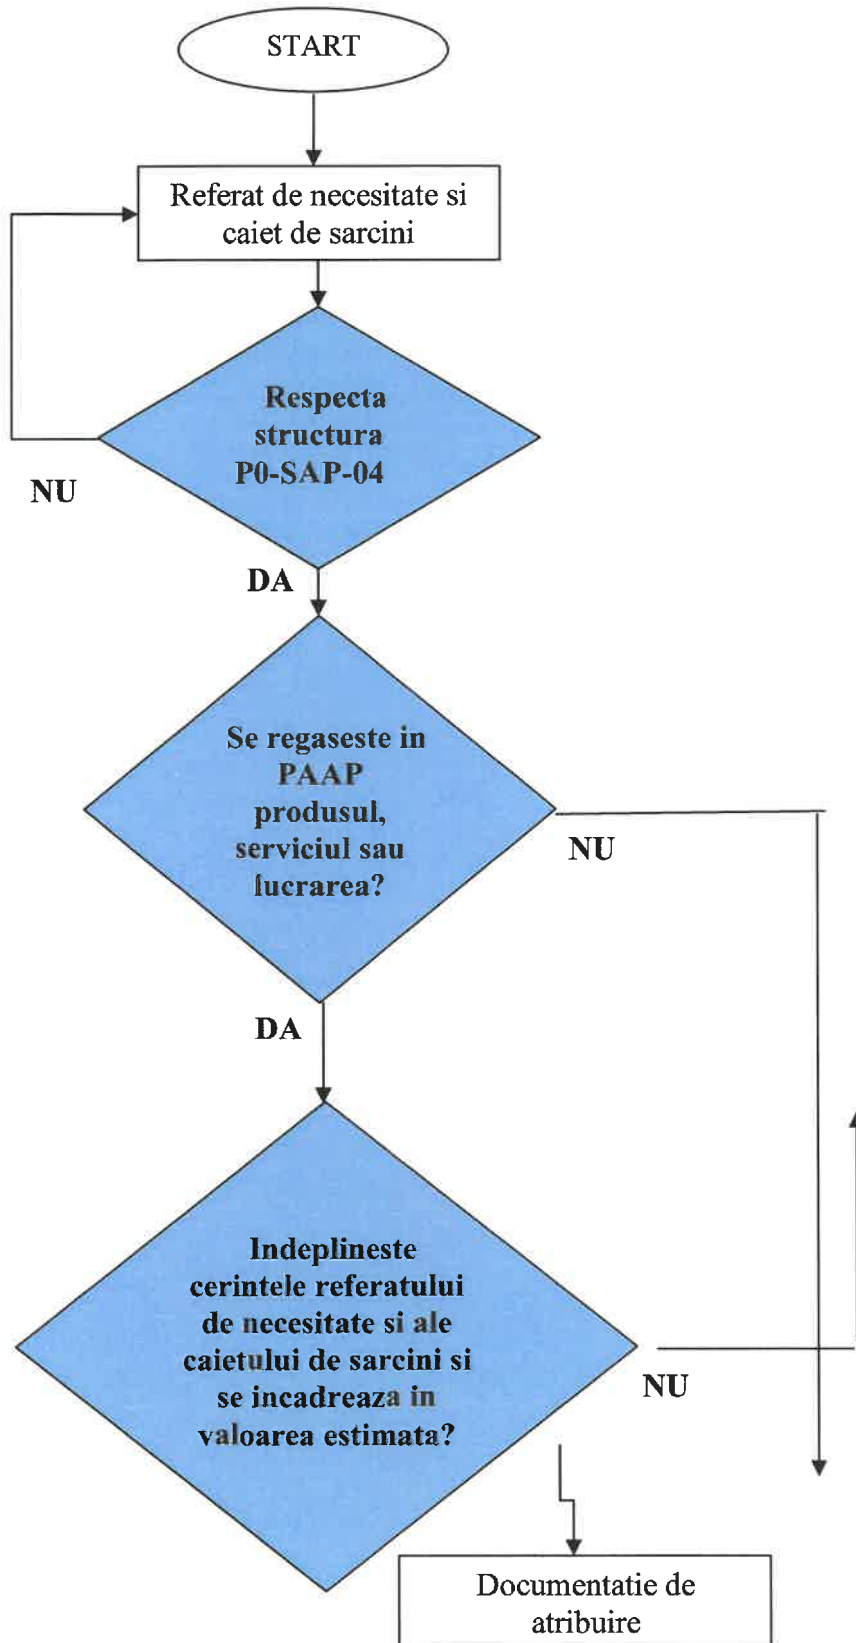 START
Referat de necesitate si
caiet de sarcini
Respecta
structura
P0-SAP-04
NU
DA
Se regaseste in
PAAP
produsul,
serviciul sau
lucrarea?
NU
DA
Indeplineste
cerintele referatului
de necesitate si ale
caietului de sarcini si
se incadreaza in
valoarea estimata?
NU
Documentatie de
atribuire